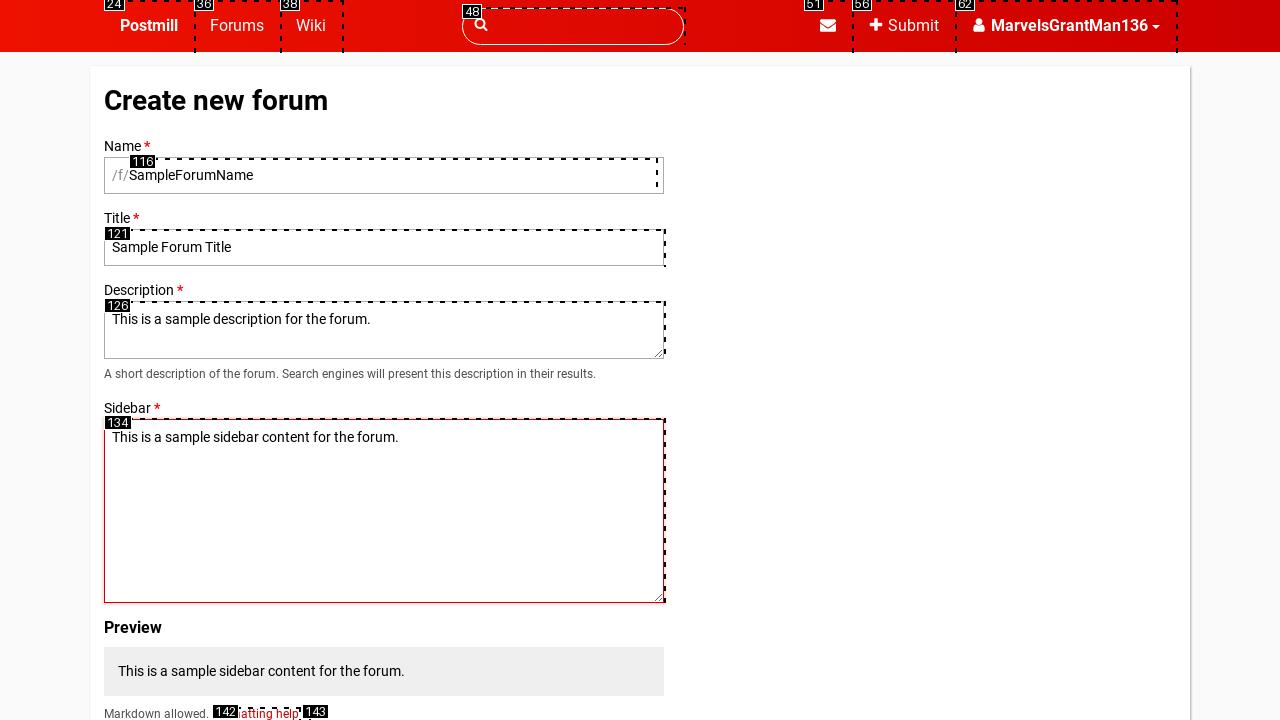 24 36 38 48 51 56 62
Postmill Forums Wiki Submit MarvelsGrantMan136
Create new forum
Name *
116
/f/SampleForumName
Title *
121
Sample Forum Title
Description *
126
This is a sample description for the forum.
A short description of the forum. Search engines will present this description in their results.
Sidebar *
134
This is a sample sidebar content for the forum.
Preview
This is a sample sidebar content for the forum.
Markdown allowed. 142 atting help 143